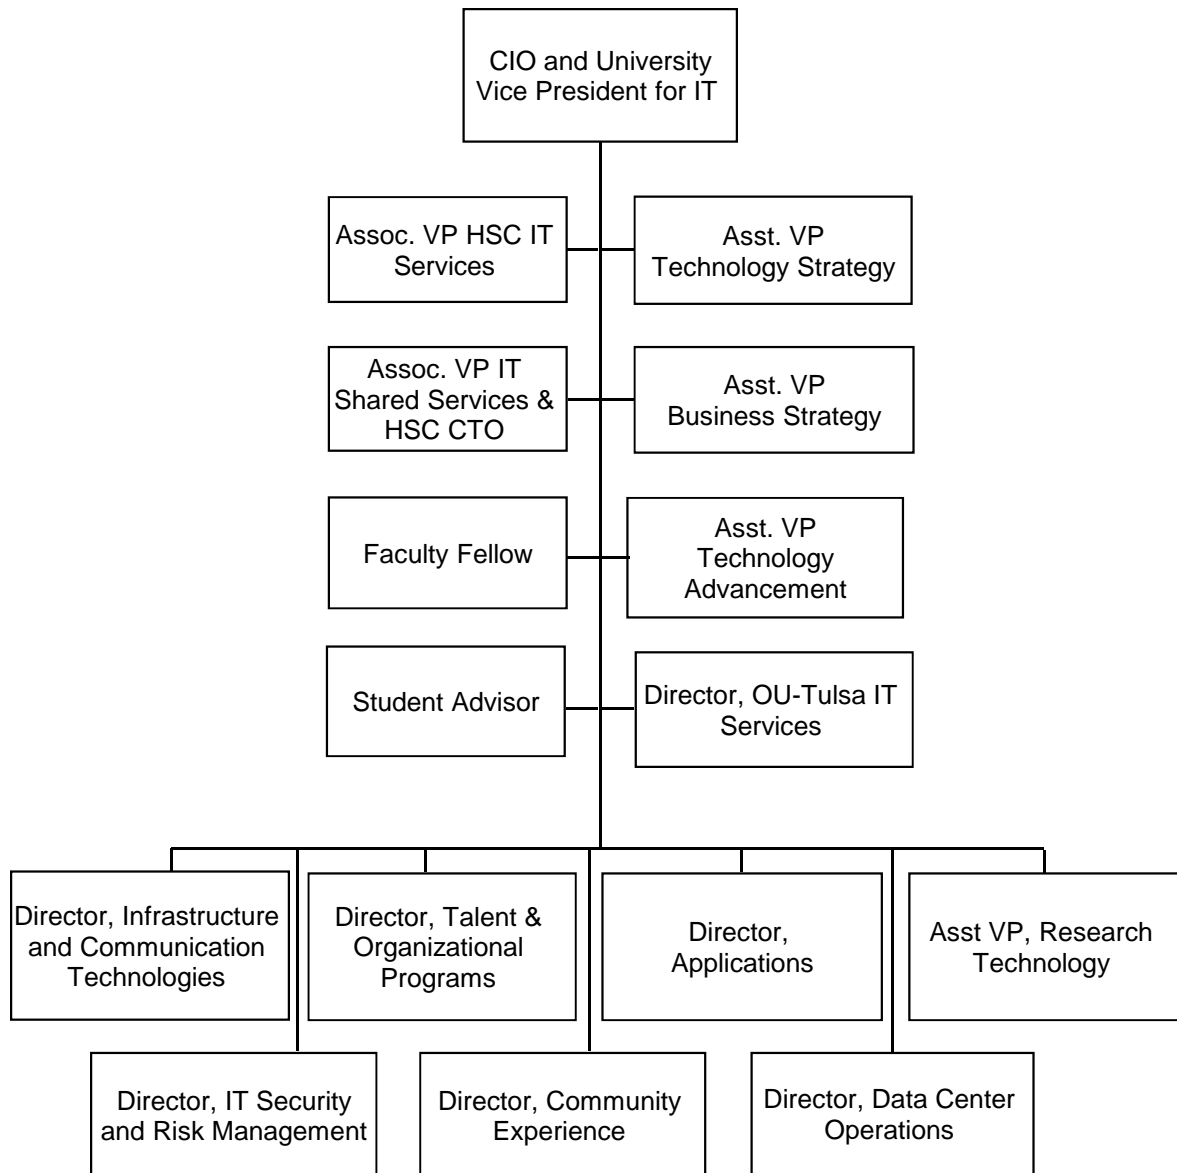 CIO and University
Vice President for IT
Assoc. VP HSC IT
Services
Asst. VP
Technology Strategy
Assoc. VP IT
Shared Services &
HSC CTO
Asst. VP
Business Strategy
Faculty Fellow
Asst. VP
Technology
Advancement
Student Advisor
Director, OU-Tulsa IT
Services
Director, Infrastructure
and Communication
Technologies
Director, Talent &
Organizational
Programs
Director,
Applications
Asst VP, Research
Technology
Director, IT Security
and Risk Management
Director, Community
Experience
Director, Data Center
Operations